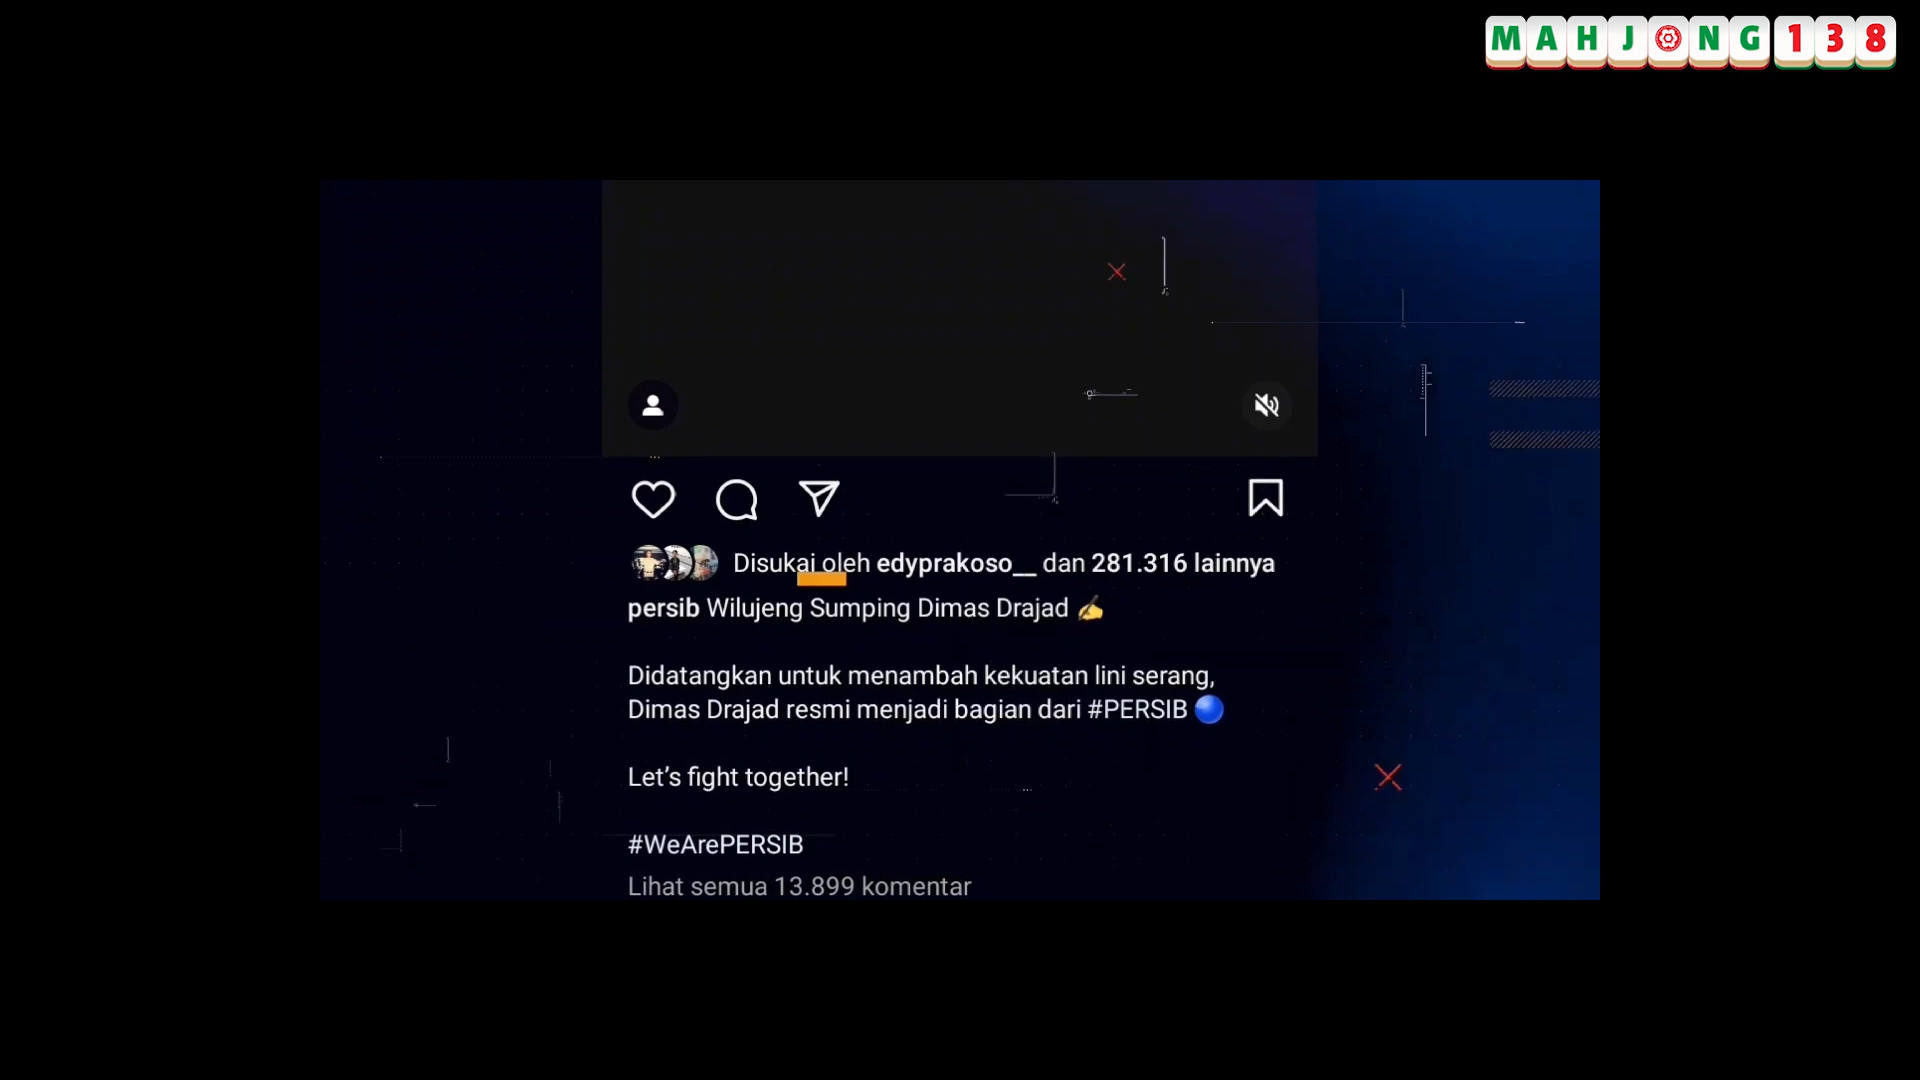 MAHJONG138
Disukai oleh edyprakoso__ dan 281.316 lainnya
persib Wilujeng Sumping Dimas Drajad ✍️
Didatangkan untuk menambah kekuatan lini serang,
Dimas Drajad resmi menjadi bagian dari #PERSIB 🔵
Let’s fight together!
#WeArePERSIB
Lihat semua 13.899 komentar